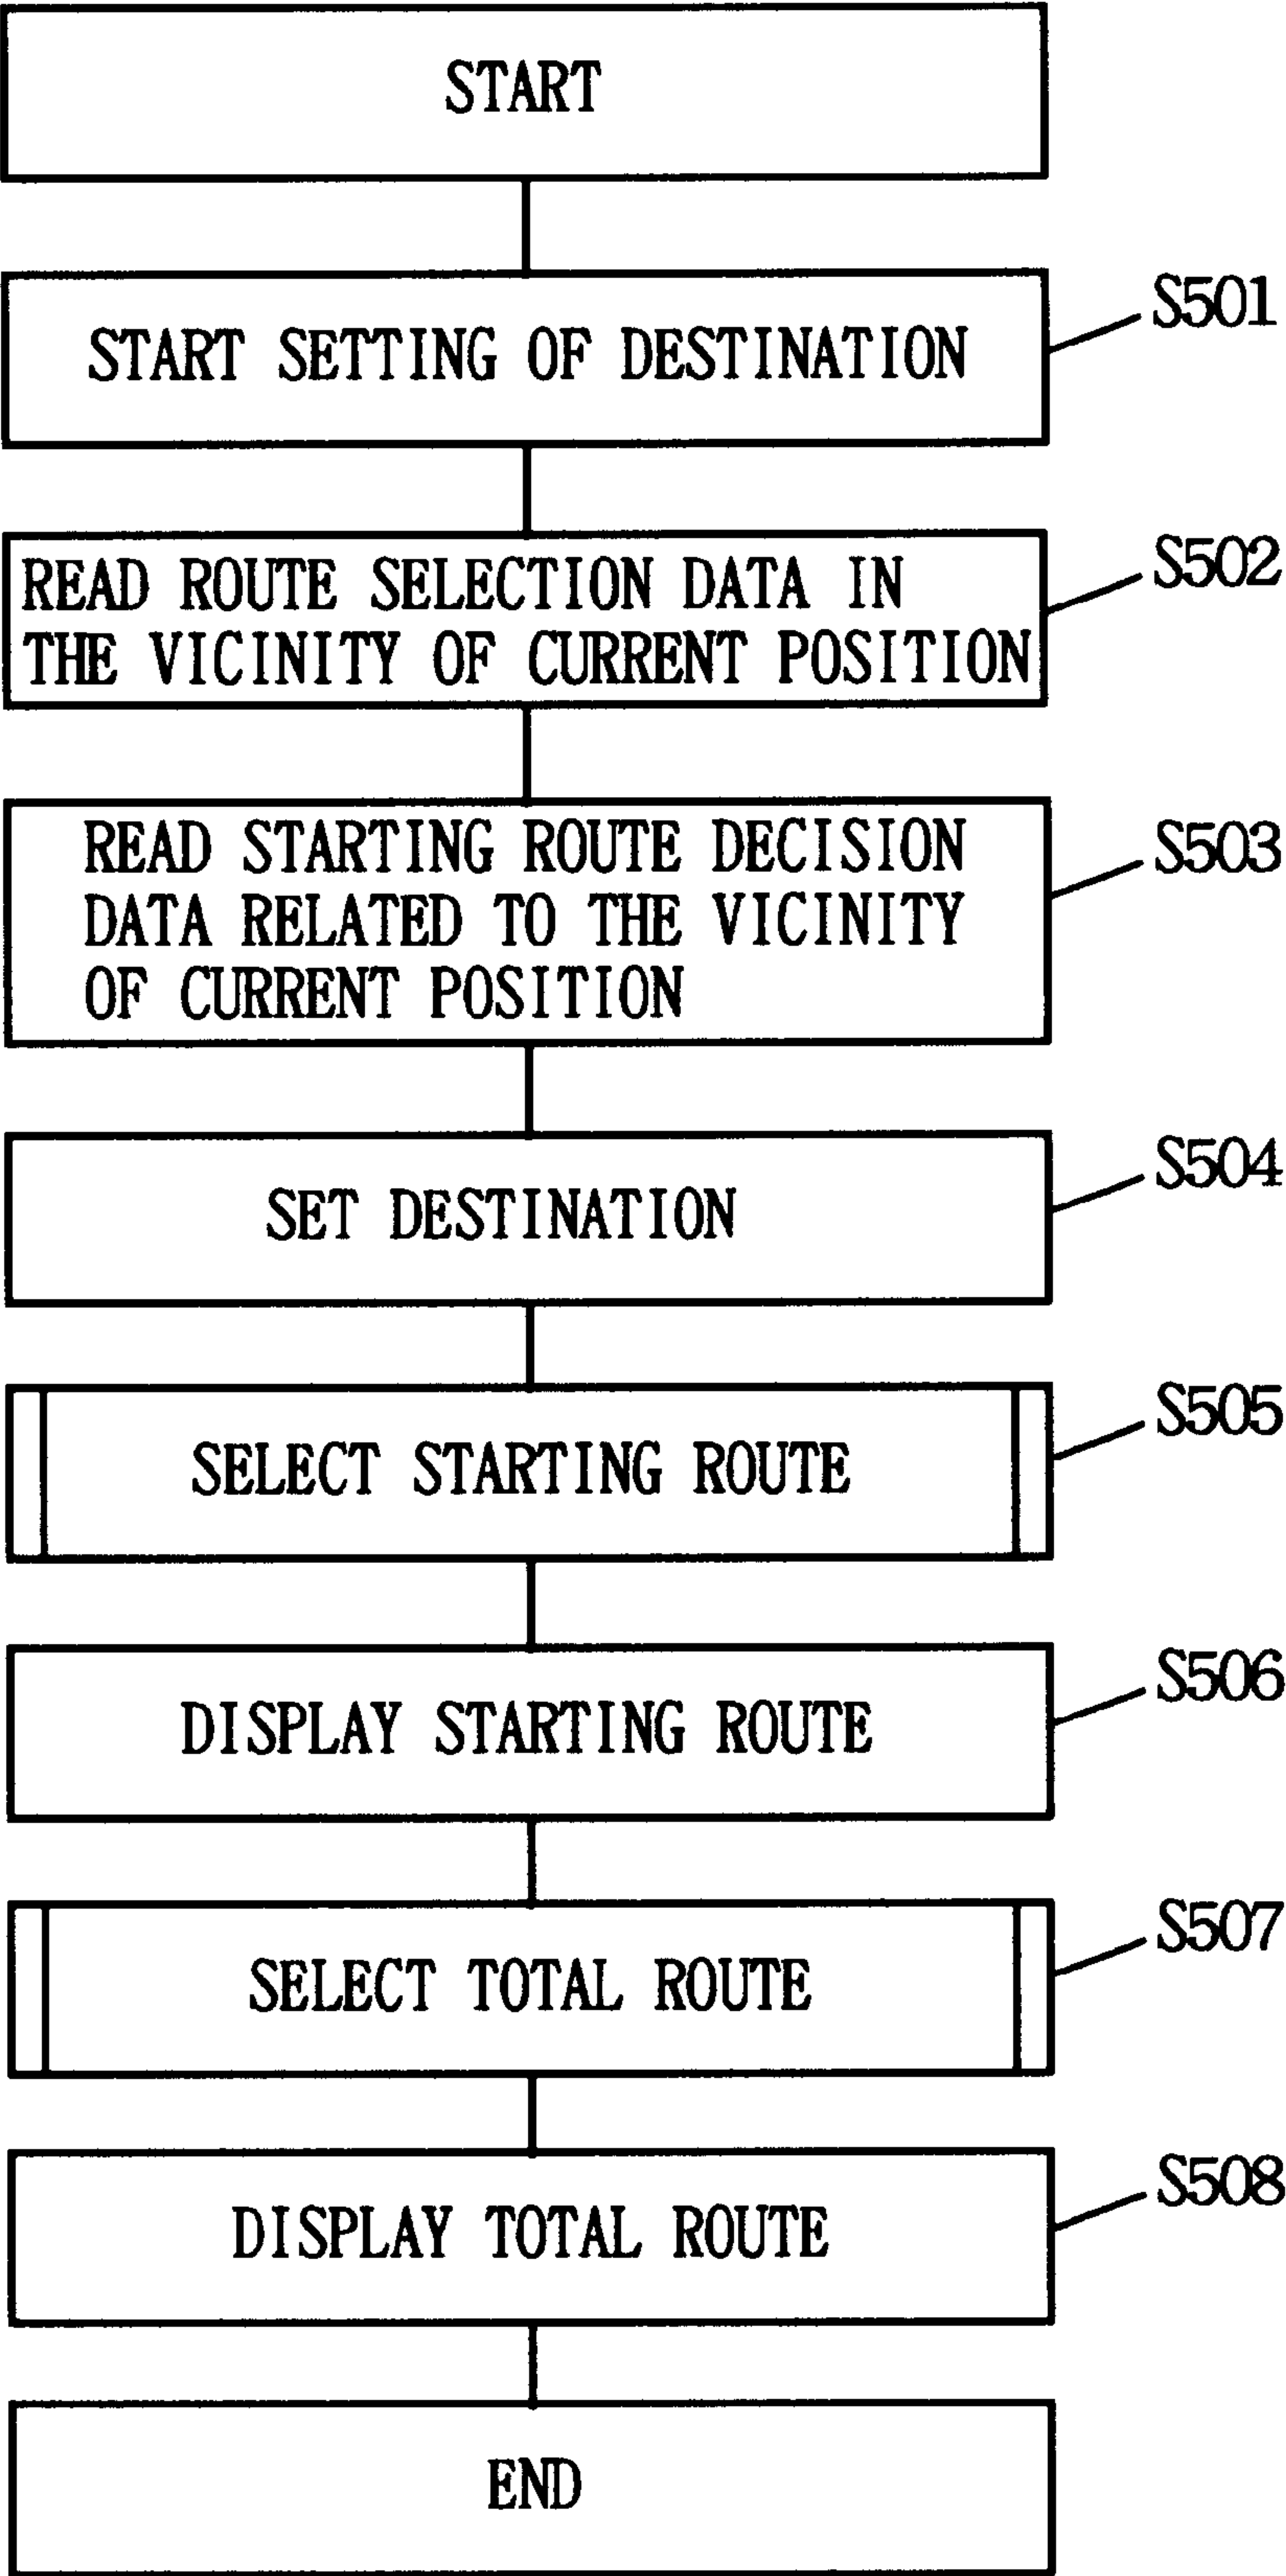 START
START SETTING OF DESTINATION
S501
READ ROUTE SELECTION DATA IN
THE VICINITY OF CURRENT POSITION
S502
READ STARTING ROUTE DECISION
DATA RELATED TO THE VICINITY
OF CURRENT POSITION
S503
SET DESTINATION
S504
SELECT STARTING ROUTE
S505
DISPLAY STARTING ROUTE
S506
SELECT TOTAL ROUTE
S507
DISPLAY TOTAL ROUTE
S508
END